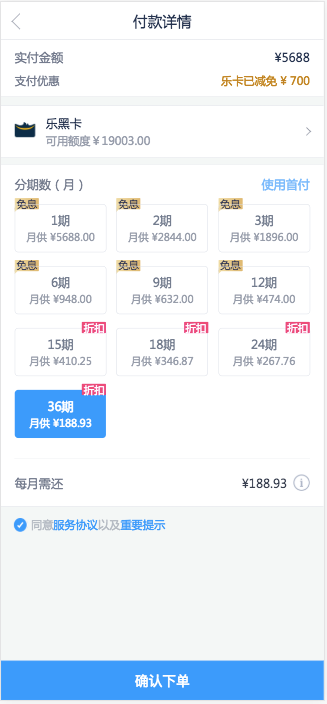 付款详情
实付金额 ¥5688
支付优惠 乐卡已减免 ¥ 700
乐黑卡
可用额度 ¥ 19003.00
分期数（月） 使用首付
免息 免息 免息
1期 2期 3期
月供 ¥5688.00 月供 ¥2844.00 月供 ¥1896.00
免息 免息 免息
6期 9期 12期
月供 ¥948.00 月供 ¥632.00 月供 ¥474.00
折扣 折扣 折扣
15期 18期 24期
月供 ¥410.25 月供 ¥346.87 月供 ¥267.76
折扣
36期
月供 ¥188.93
每月需还 ¥188.93
同意服务协议以及重要提示
确认下单